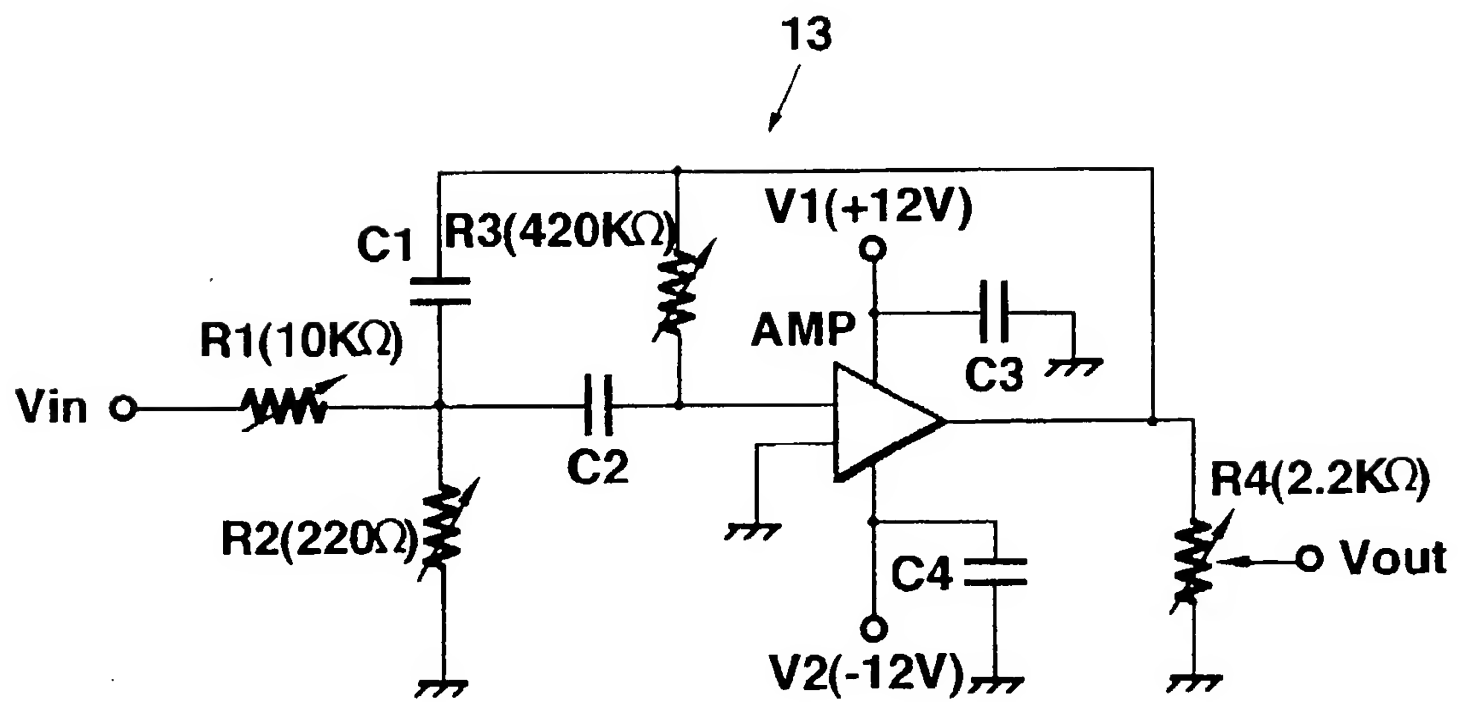 13
V1(+12V)
C1
R3(420KΩ)
R1(10KΩ)
AMP
C3
Vin
C2
R4(2.2KΩ)
R2(220Ω)
C4
Vout
V2(-12V)